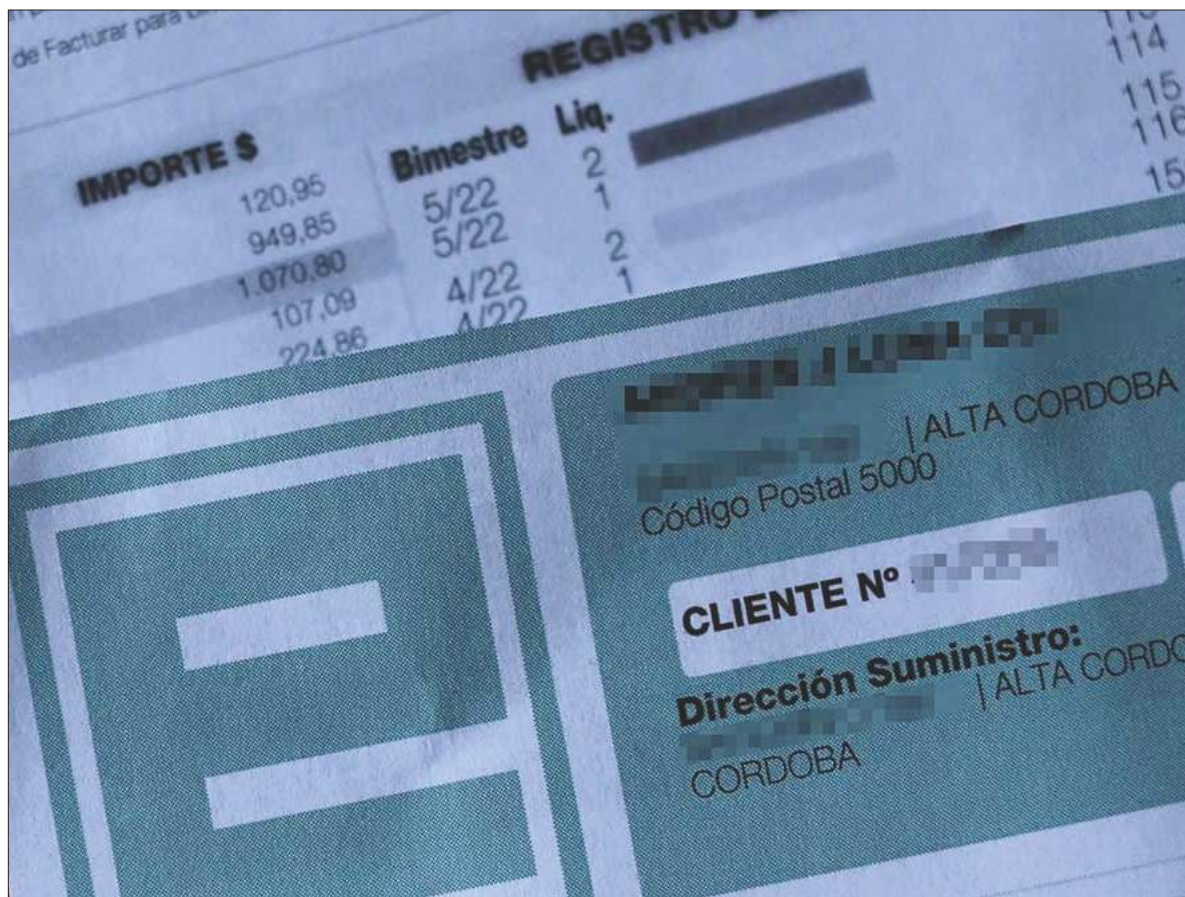 de Facturar para
REGISTRO
IMPORTE $
120,95
949,85
1.070,80
107,09
224,86
Bimestre Liq.
5/22 2
5/22 1
4/22 2
4/22 1
114
115
116
15
| ALTA CORDOBA
Código Postal 5000
CLIENTE Nº
Dirección Suministro:
| ALTA CORDO
CORDOBA